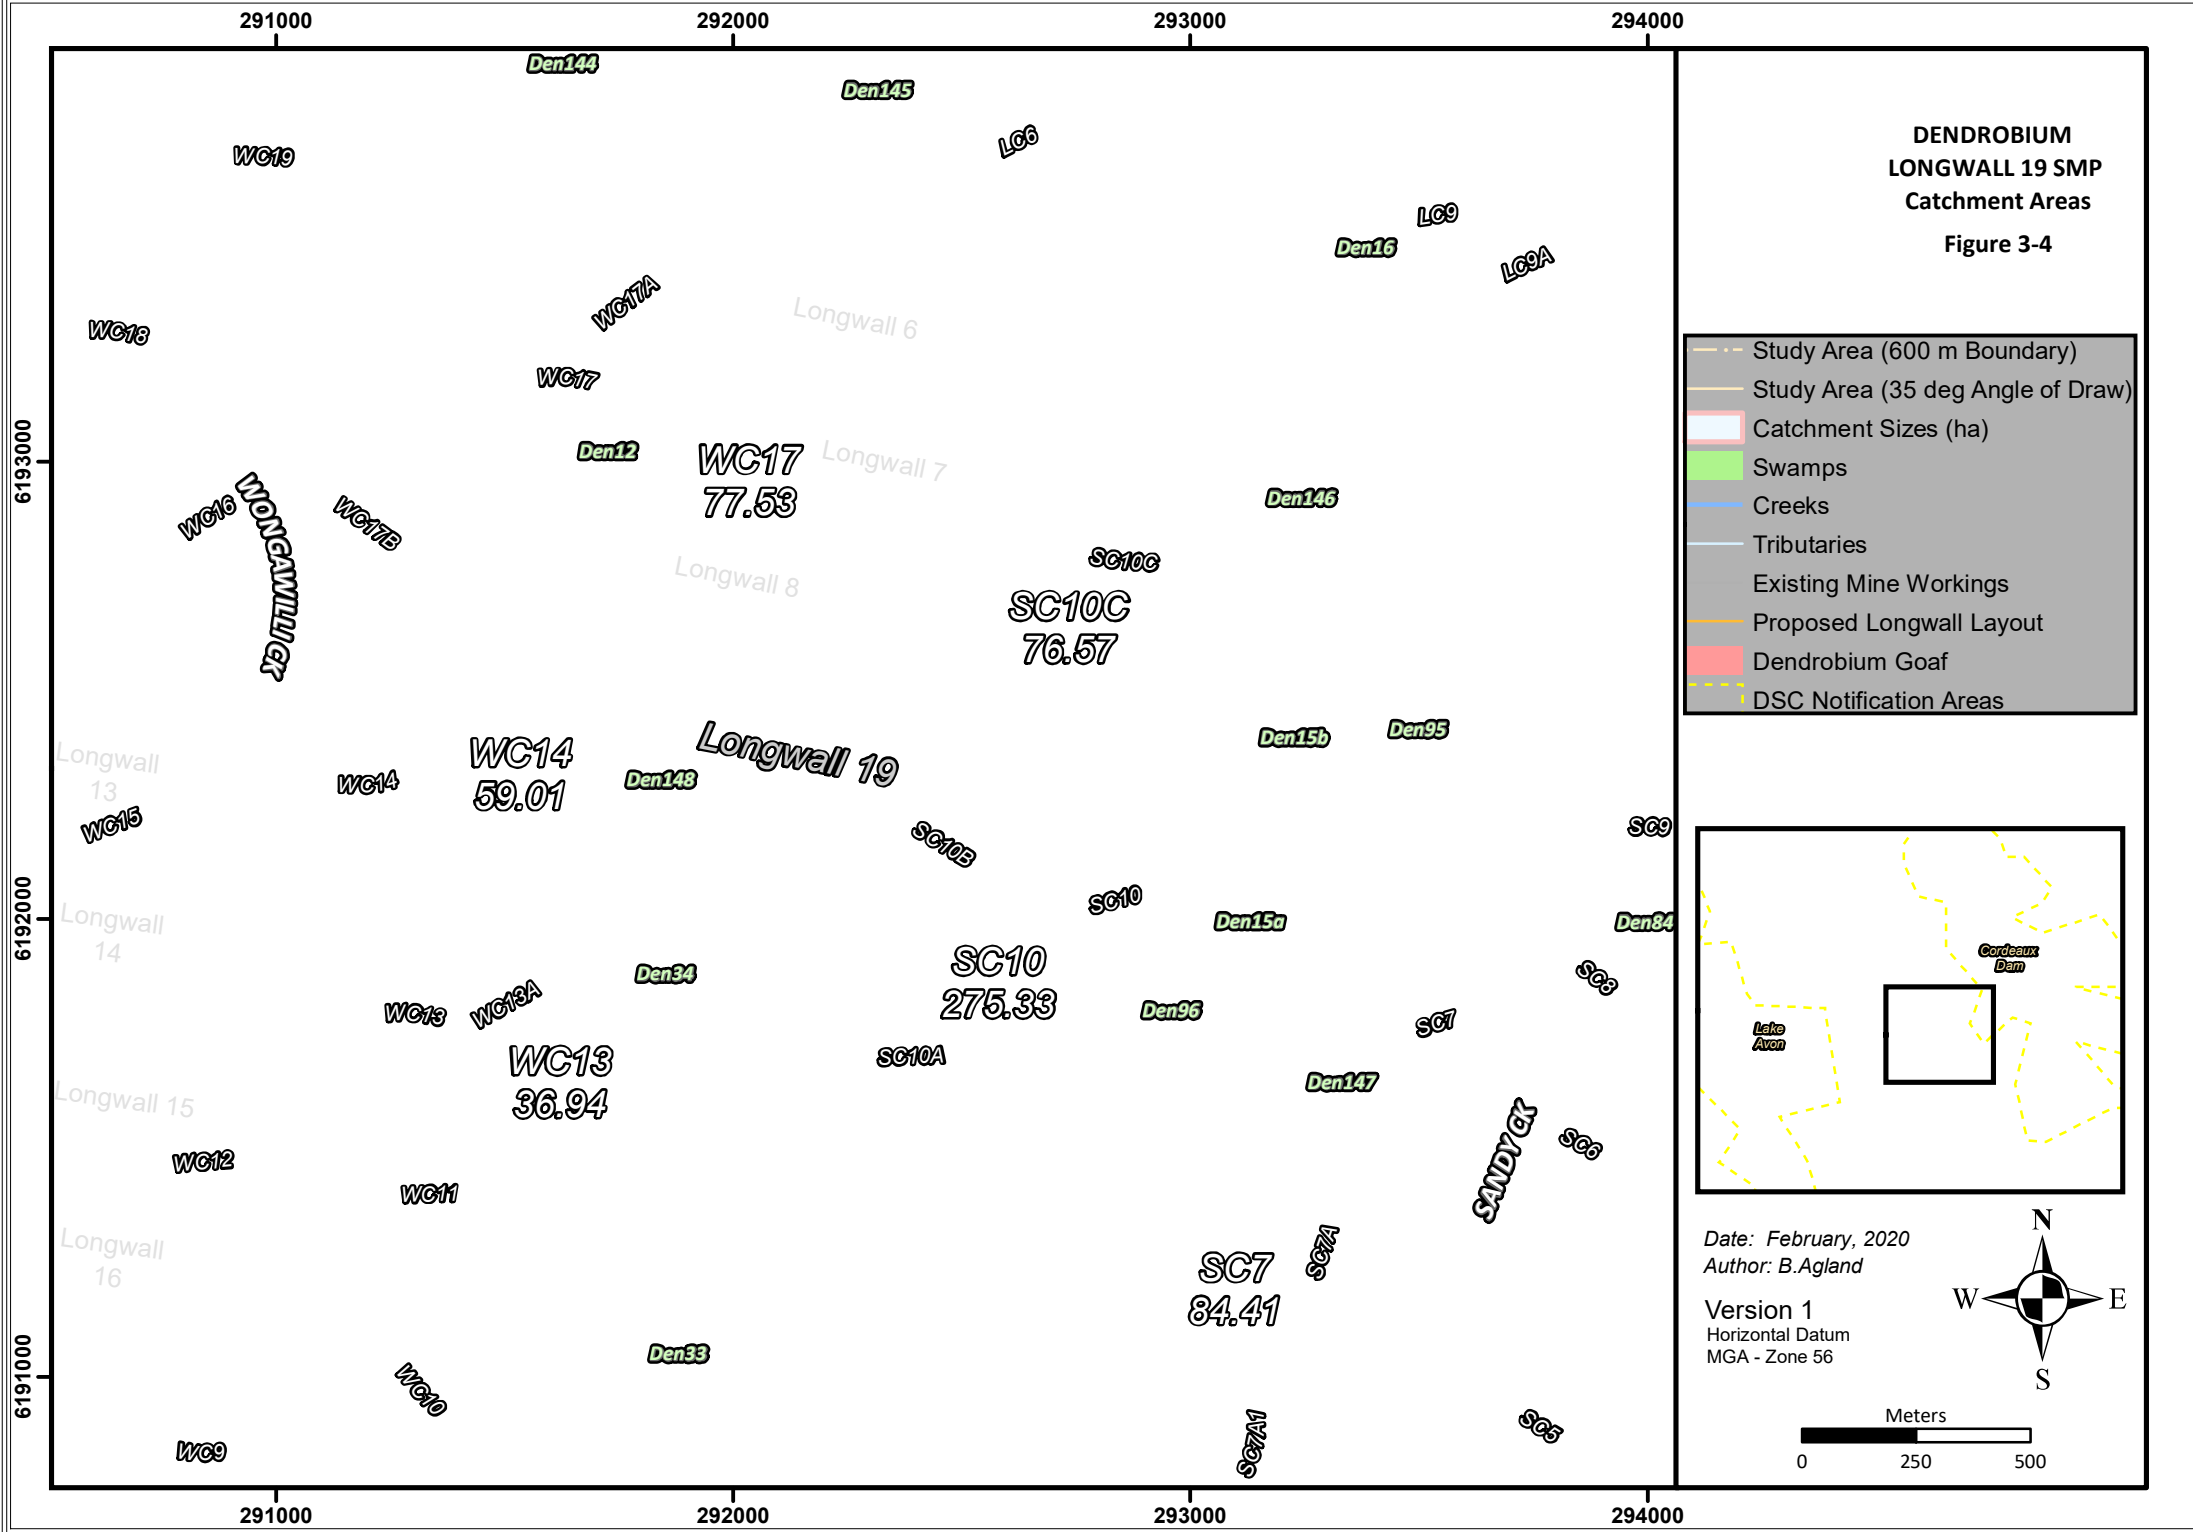 291000
292000
293000
294000
Den144
Den145
LC6
WC19
LC9
Den16
LC9A
WC17A
Longwall 6
WC18
WC17
6193000
Den12
WC17
77.53
Longwall 7
WC16
WONGAWILLI CK
WC17B
Den146
SC10C
Longwall 8
SC10C
76.57
Longwall 19
Den15b
Den95
Longwall
13
WC14
59.01
WC14
Den148
WC15
SC10B
SC9
6192000
SC10
Longwall
14
Den15a
Den84
Den34
SC10
275.33
SC8
WC13
WC13A
Den96
SC7
WC13
36.94
SC10A
Den147
Longwall 15
SANDY CK
SC6
WC12
WC11
Longwall
16
SC7A
SC7
84.41
6191000
Den33
WC10
SC7A1
SC5
WC9
291000
292000
293000
294000
DENDROBIUM
LONGWALL 19 SMP
Catchment Areas
Figure 3-4
Study Area (600 m Boundary)
Study Area (35 deg Angle of Draw)
Catchment Sizes (ha)
Swamps
Creeks
Tributaries
Existing Mine Workings
Proposed Longwall Layout
Dendrobium Goaf
DSC Notification Areas
Cordeaux
Dam
Lake
Avon
Date: February, 2020
Author: B.Agland
Version 1
Horizontal Datum
MGA - Zone 56
N
W
E
S
Meters
0
250
500